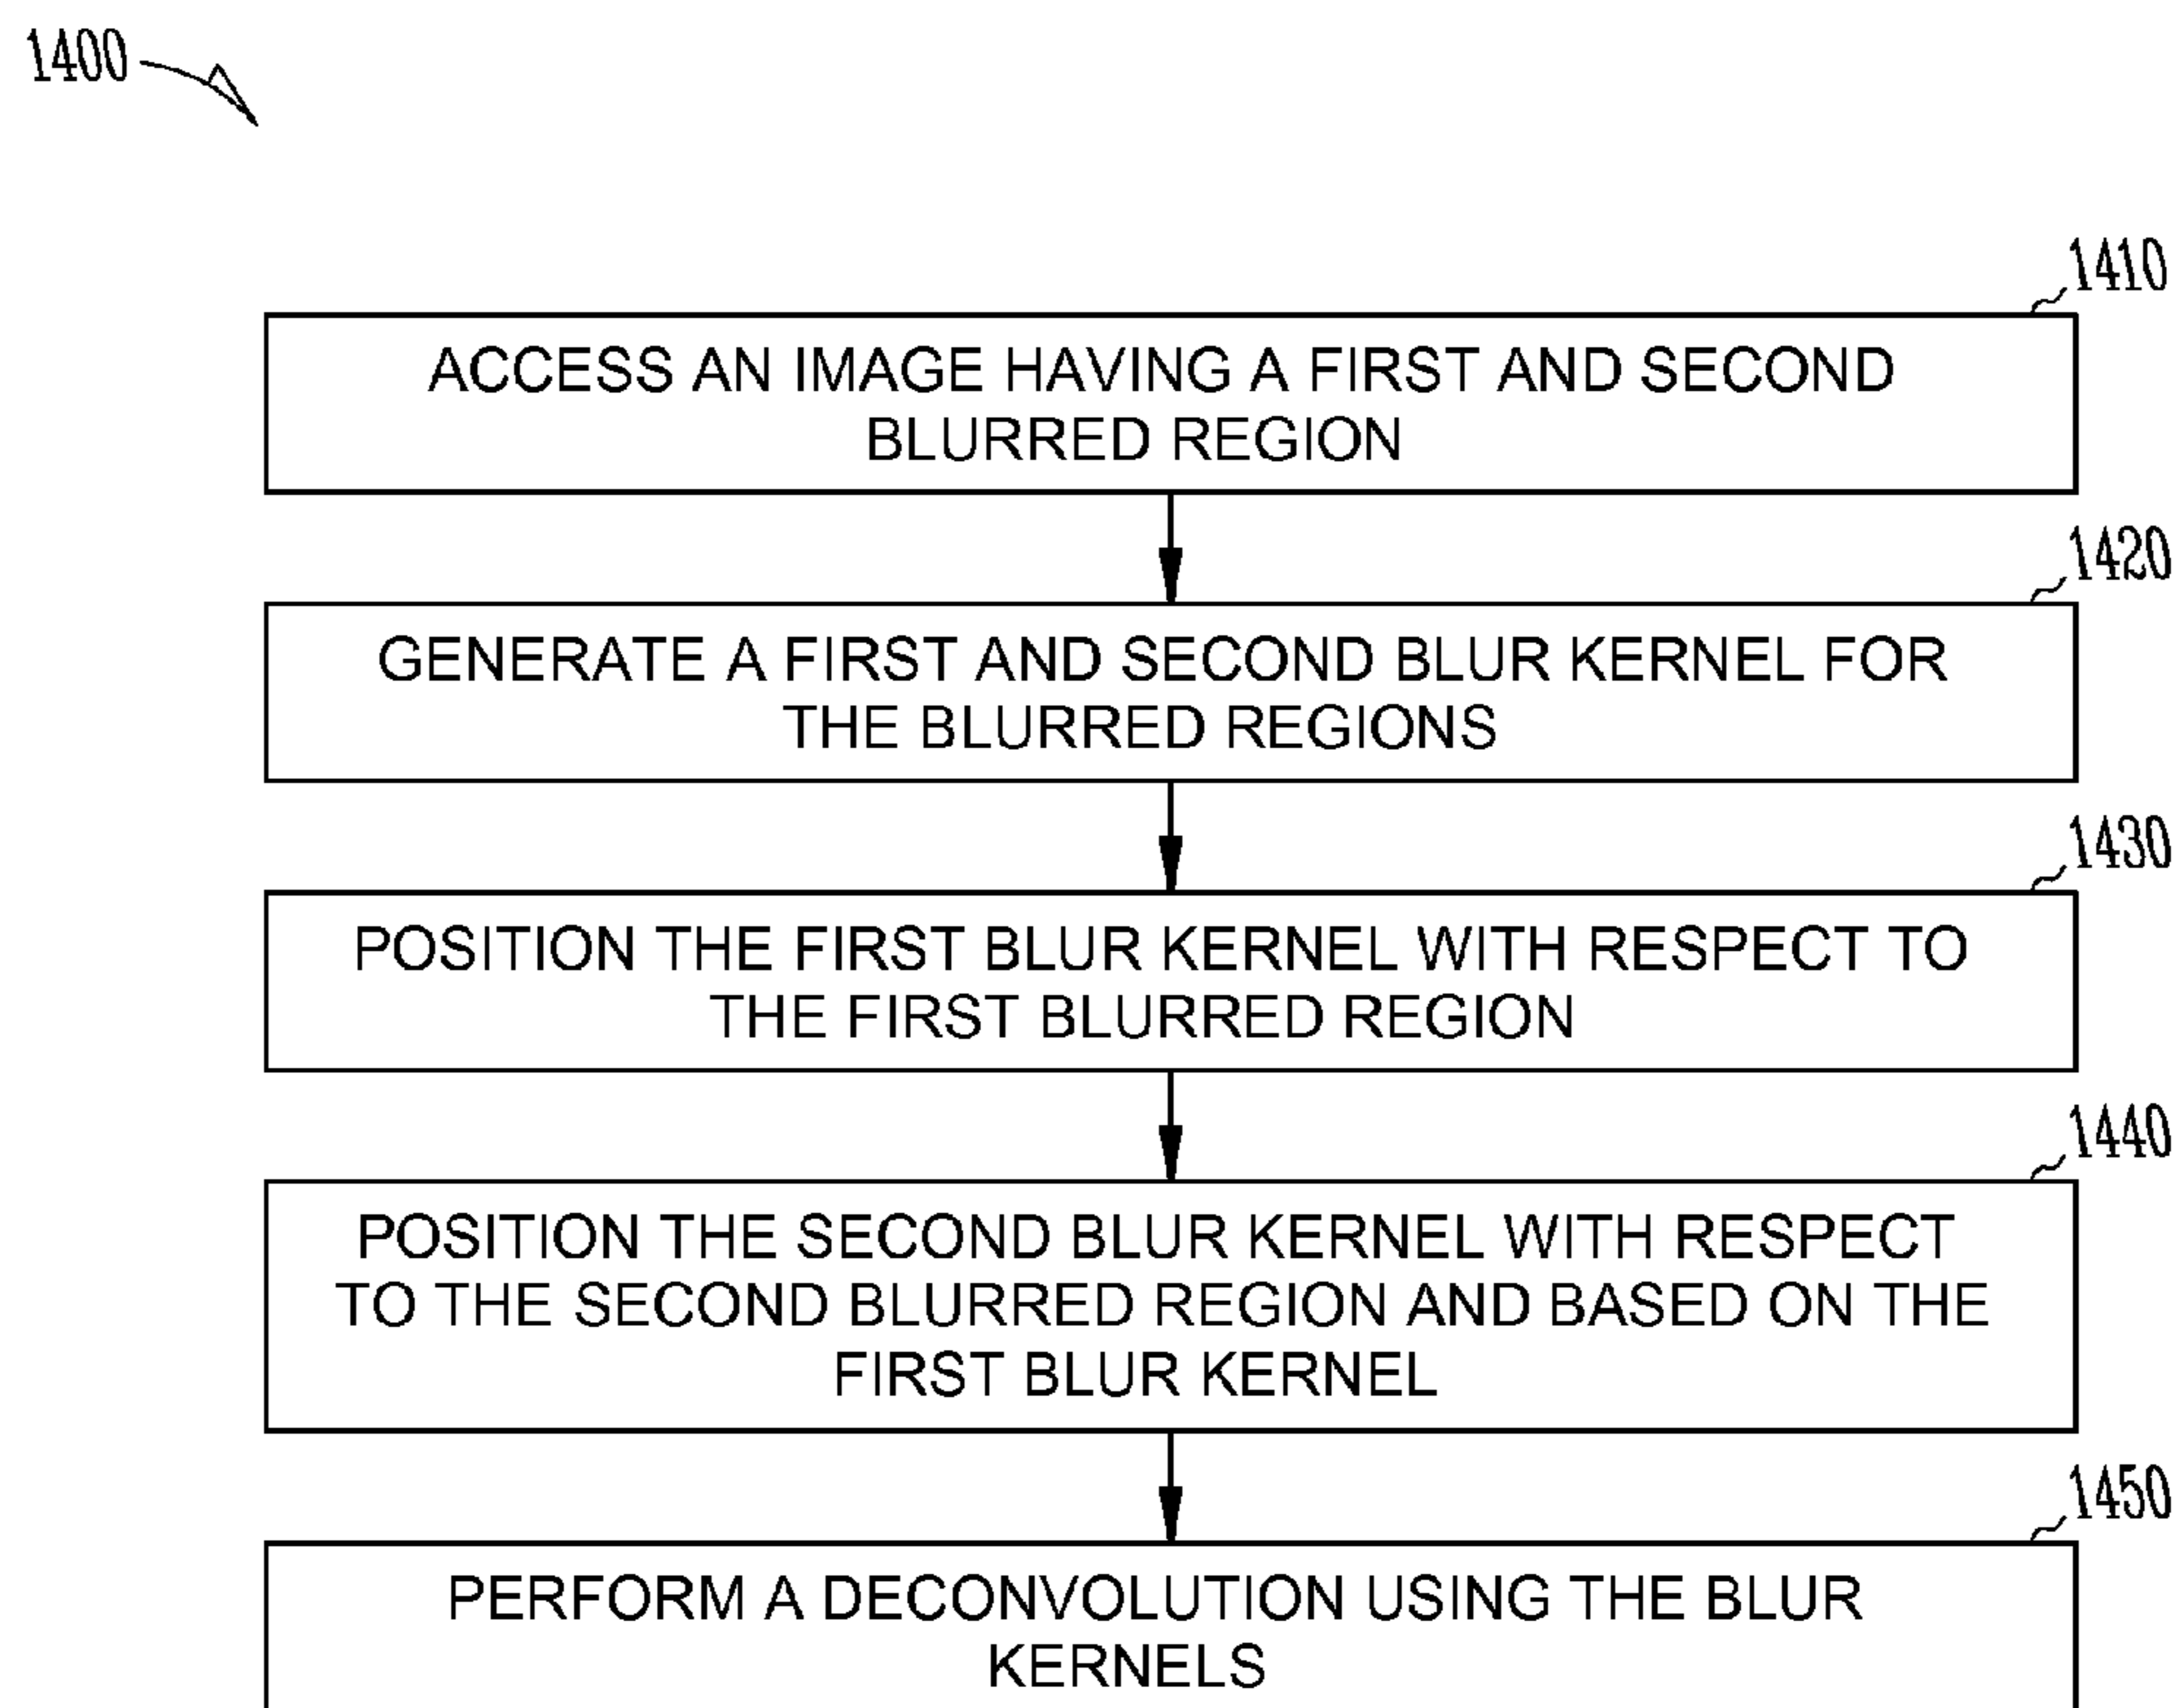 1400
1410
ACCESS AN IMAGE HAVING A FIRST AND SECOND
BLURRED REGION
1420
GENERATE A FIRST AND SECOND BLUR KERNEL FOR
THE BLURRED REGIONS
1430
POSITION THE FIRST BLUR KERNEL WITH RESPECT TO
THE FIRST BLURRED REGION
1440
POSITION THE SECOND BLUR KERNEL WITH RESPECT
TO THE SECOND BLURRED REGION AND BASED ON THE
FIRST BLUR KERNEL
1450
PERFORM A DECONVOLUTION USING THE BLUR
KERNELS